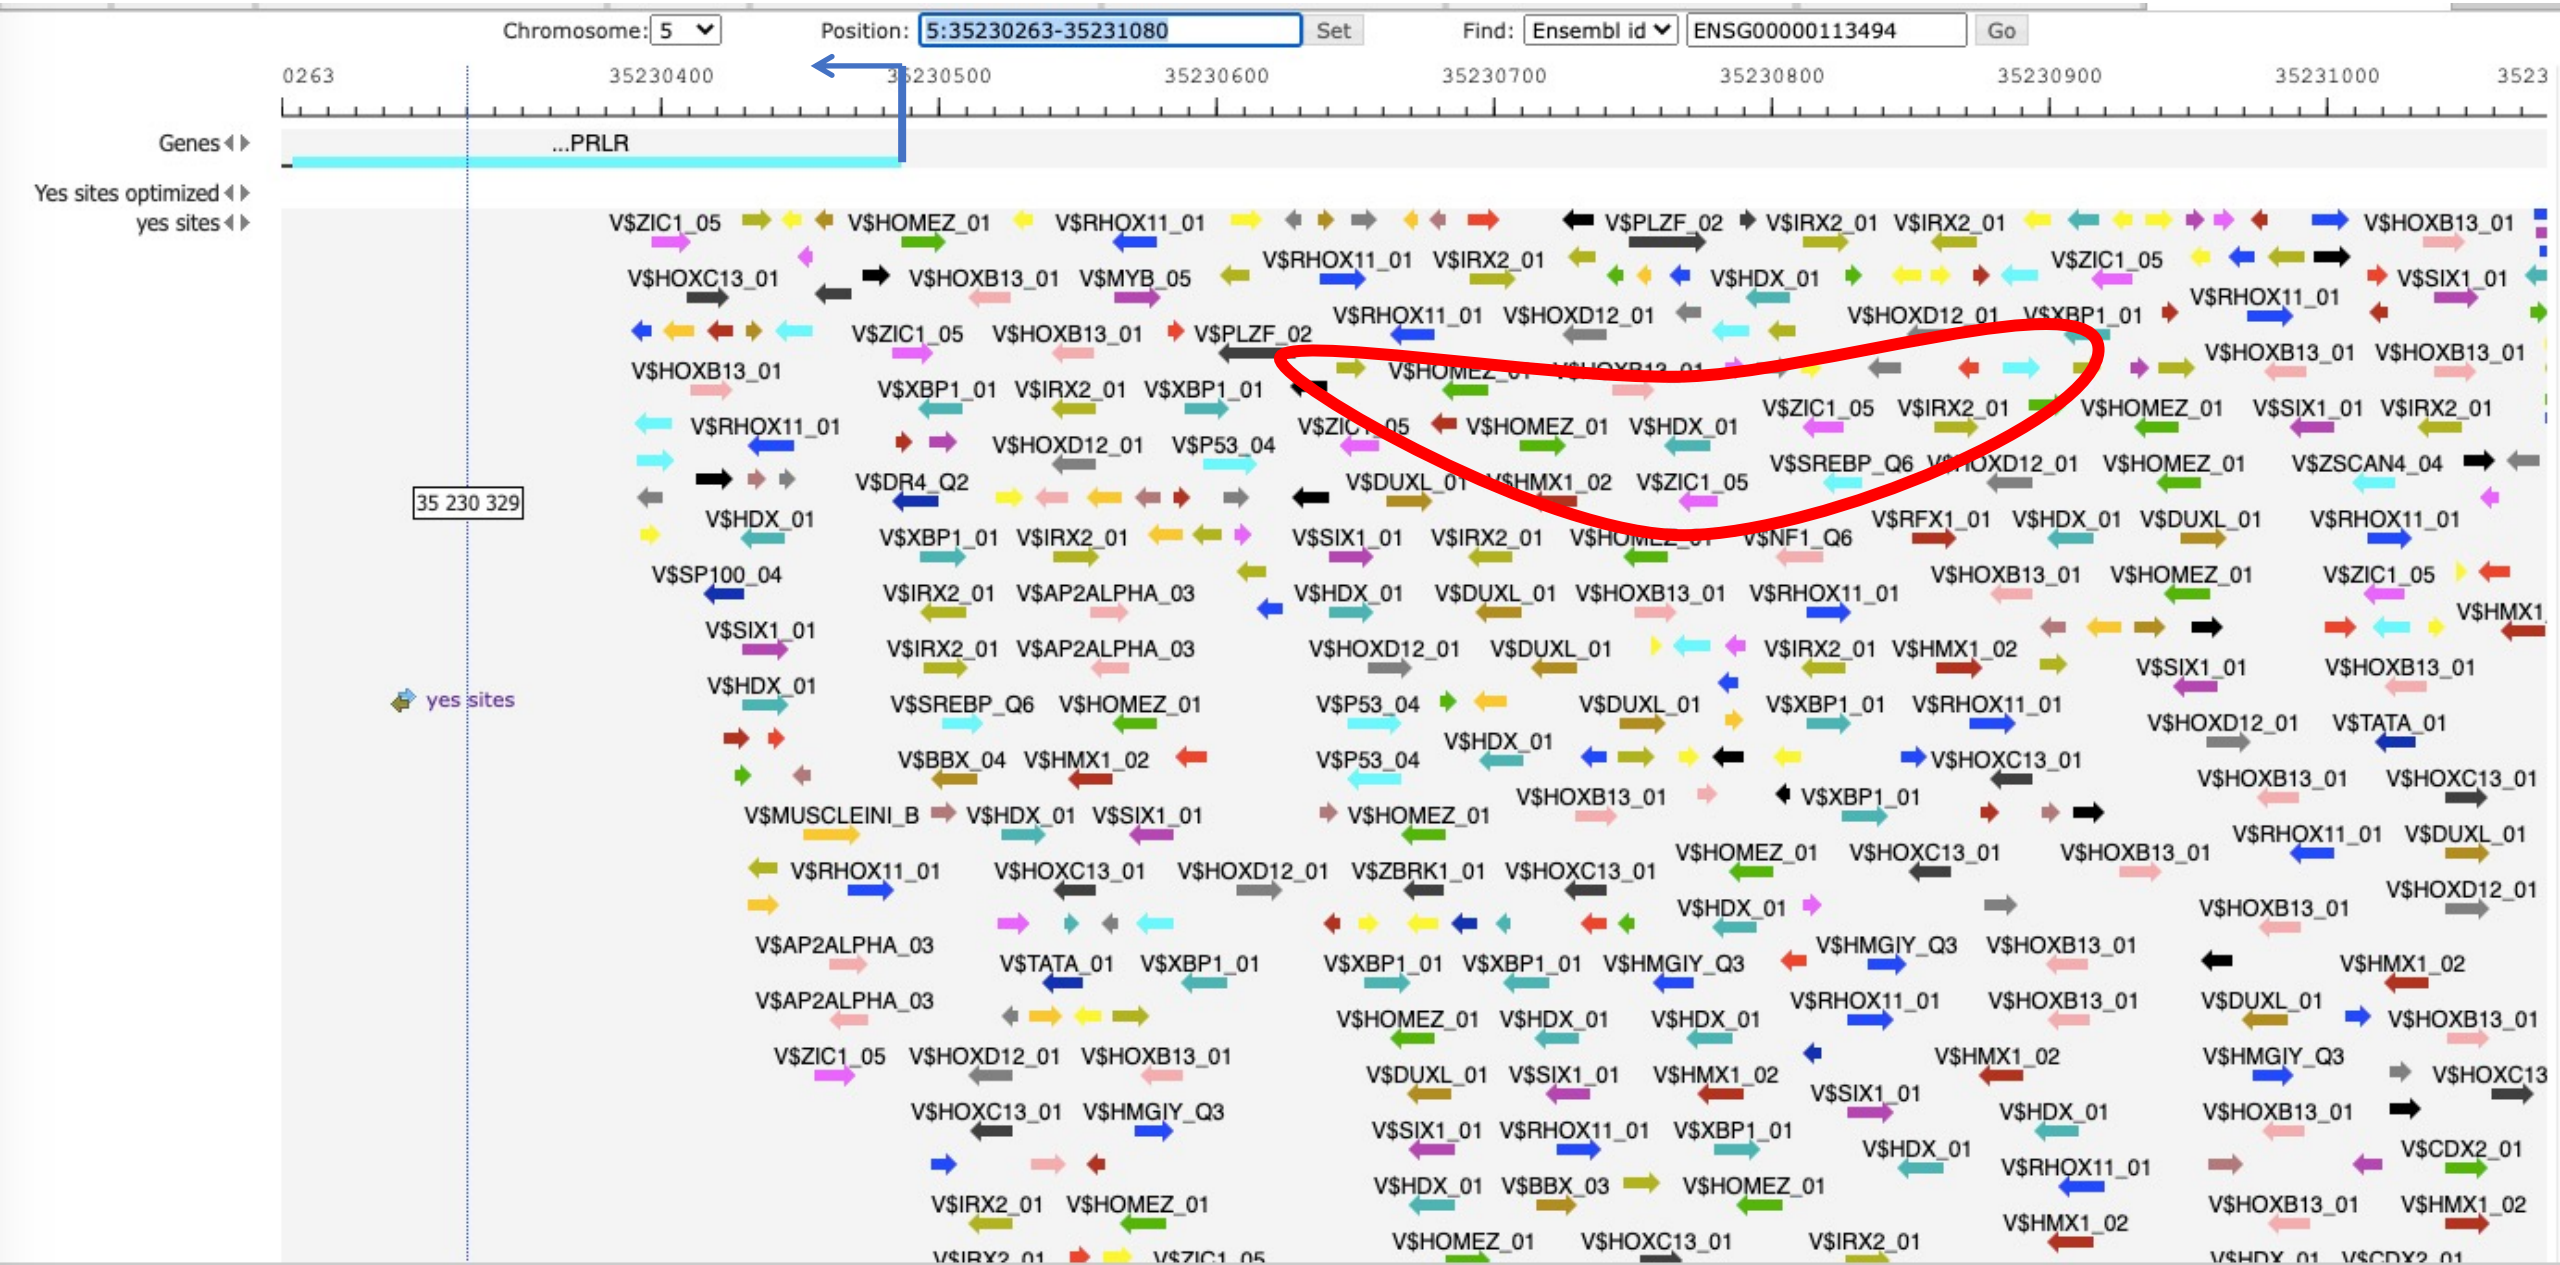 Chromosome: 5 Position: 5:35230263-35231080 Set Find: Ensembl id ENSG00000113494 Go
0263 35230400 35230500 35230600 35230700 35230800 35230900 35231000 3523
Genes ...PRLR
Yes sites optimized
yes sites
V$ZIC1_05 V$HOMEZ_01 V$RHOX11_01 V$PLZF_02 V$IRX2_01 V$IRX2_01 V$HOXB13_01
V$RHOX11_01 V$IRX2_01 V$ZIC1_05
V$HOXC13_01 V$HOXB13_01 V$MYB_05 V$HDX_01 V$SIX1_01
V$RHOX11_01
V$RHOX11_01 V$HOXD12_01 V$HOXD12_01 V$XBP1_01
V$ZIC1_05 V$HOXB13_01 V$PLZF_02
V$HOXB13_01 V$HOXB13_01
V$HOXB13_01 V$HOMEZ_01 V$HOXB13_01
V$XBP1_01 V$IRX2_01 V$XBP1_01
V$ZIC1_05 V$IRX2_01 V$HOMEZ_01 V$SIX1_01 V$IRX2_01
V$RHOX11_01 V$ZIC1_05 V$HOMEZ_01 V$HDX_01
V$HOXD12_01 V$P53_04
V$SREBP_Q6 V$HOXD12_01 V$HOMEZ_01 V$ZSCAN4_04
V$DR4_Q2 V$DUXL_01 V$HMX1_02 V$ZIC1_05
35 230 329
V$HDX_01 V$RFX1_01 V$HDX_01 V$DUXL_01 V$RHOX11_01
V$XBP1_01 V$IRX2_01 V$SIX1_01 V$IRX2_01 V$HOMEZ_01 V$NF1_Q6
V$SP100_04 V$HOXB13_01 V$HOMEZ_01 V$ZIC1_05
V$IRX2_01 V$AP2ALPHA_03 V$HDX_01 V$DUXL_01 V$HOXB13_01 V$RHOX11_01
V$HMX1
V$SIX1_01
V$IRX2_01 V$AP2ALPHA_03 V$HOXD12_01 V$DUXL_01 V$IRX2_01 V$HMX1_02
V$SIX1_01 V$HOXB13_01
V$HDX_01
yes sites
V$SREBP_Q6 V$HOMEZ_01 V$P53_04 V$DUXL_01 V$XBP1_01 V$RHOX11_01
V$HOXD12_01 V$TATA_01
V$HDX_01
V$BBX_04 V$HMX1_02 V$P53_04 V$HOXC13_01
V$HOXB13_01 V$HOXC13_01
V$HOXB13_01 V$XBP1_01
V$MUSCLEINI_B V$HDX_01 V$SIX1_01 V$HOMEZ_01
V$RHOX11_01 V$DUXL_01
V$HOMEZ_01 V$HOXC13_01 V$HOXB13_01
V$RHOX11_01 V$HOXC13_01 V$HOXD12_01 V$ZBRK1_01 V$HOXC13_01
V$HOXD12_01
V$HDX_01 V$HOXB13_01
V$AP2ALPHA_03 V$HMGIY_Q3 V$HOXB13_01
V$TATA_01 V$XBP1_01 V$XBP1_01 V$XBP1_01 V$HMGIY_Q3 V$HMX1_02
V$AP2ALPHA_03 V$RHOX11_01 V$HOXB13_01 V$DUXL_01
V$HOMEZ_01 V$HDX_01 V$HDX_01 V$HOXB13_01
V$ZIC1_05 V$HOXD12_01 V$HOXB13_01 V$HMX1_02 V$HMGIY_Q3
V$DUXL_01 V$SIX1_01 V$HMX1_02 V$HOXC13
V$SIX1_01
V$HOXC13_01 V$HMGIY_Q3 V$HDX_01 V$HOXB13_01
V$SIX1_01 V$RHOX11_01 V$XBP1_01
V$HDX_01 V$CDX2_01
V$RHOX11_01
V$HDX_01 V$BBX_03 V$HOMEZ_01
V$IRX2_01 V$HOMEZ_01 V$HOXB13_01 V$HMX1_02
V$HMX1_02
V$HOMEZ_01 V$HOXC13_01 V$IRX2_01
V$IRX2_01 V$ZIC1_05 V$HDX_01 V$CDX2_01